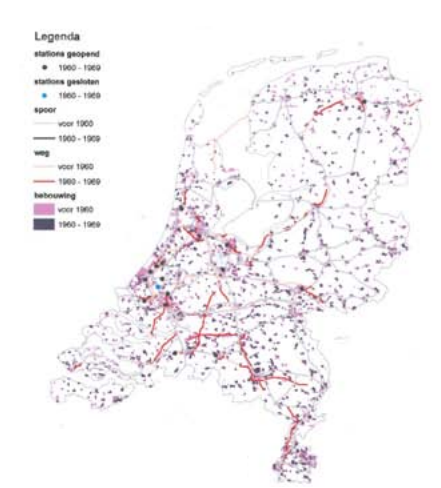 Legenda
stations geopend
1960 - 1969
stations gesloten
1960 - 1969
spoor
voor 1960
1960 - 1969
weg
voor 1960
1960 - 1969
bebouwing
voor 1960
1960 - 1969